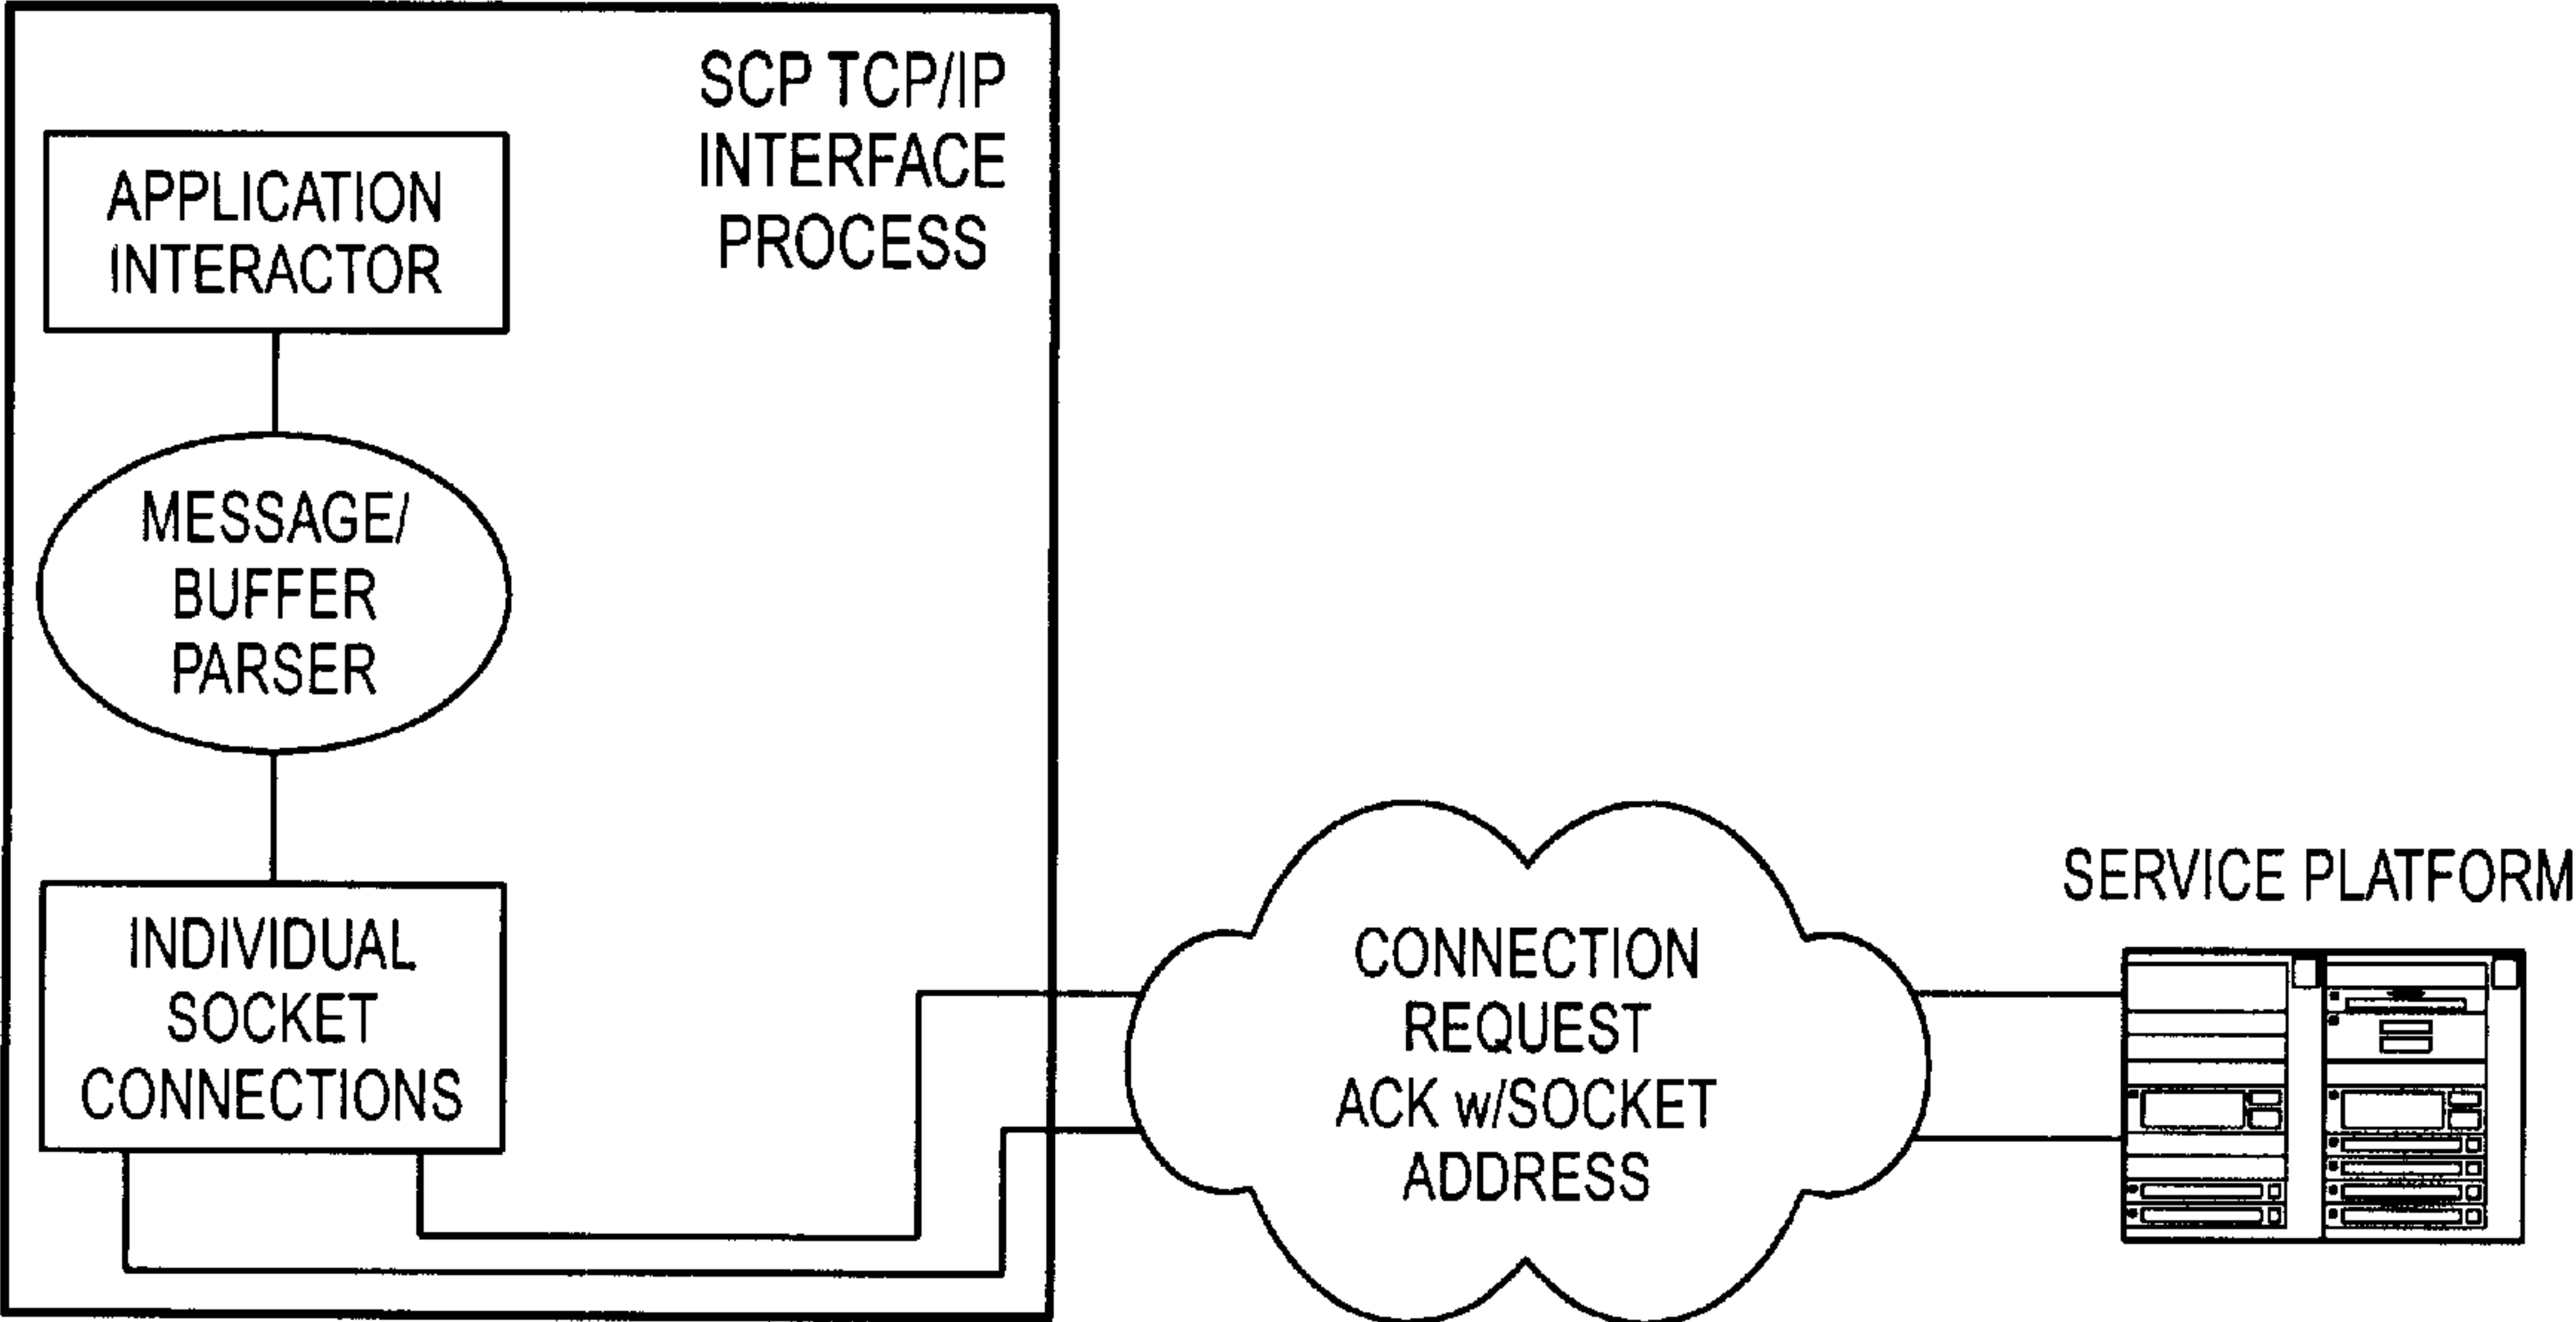 SCP TCP/IP
INTERFACE
PROCESS
APPLICATION
INTERACTOR
MESSAGE/
BUFFER
PARSER
INDIVIDUAL
SOCKET
CONNECTIONS
CONNECTION
REQUEST
ACK w/SOCKET
ADDRESS
SERVICE PLATFORM